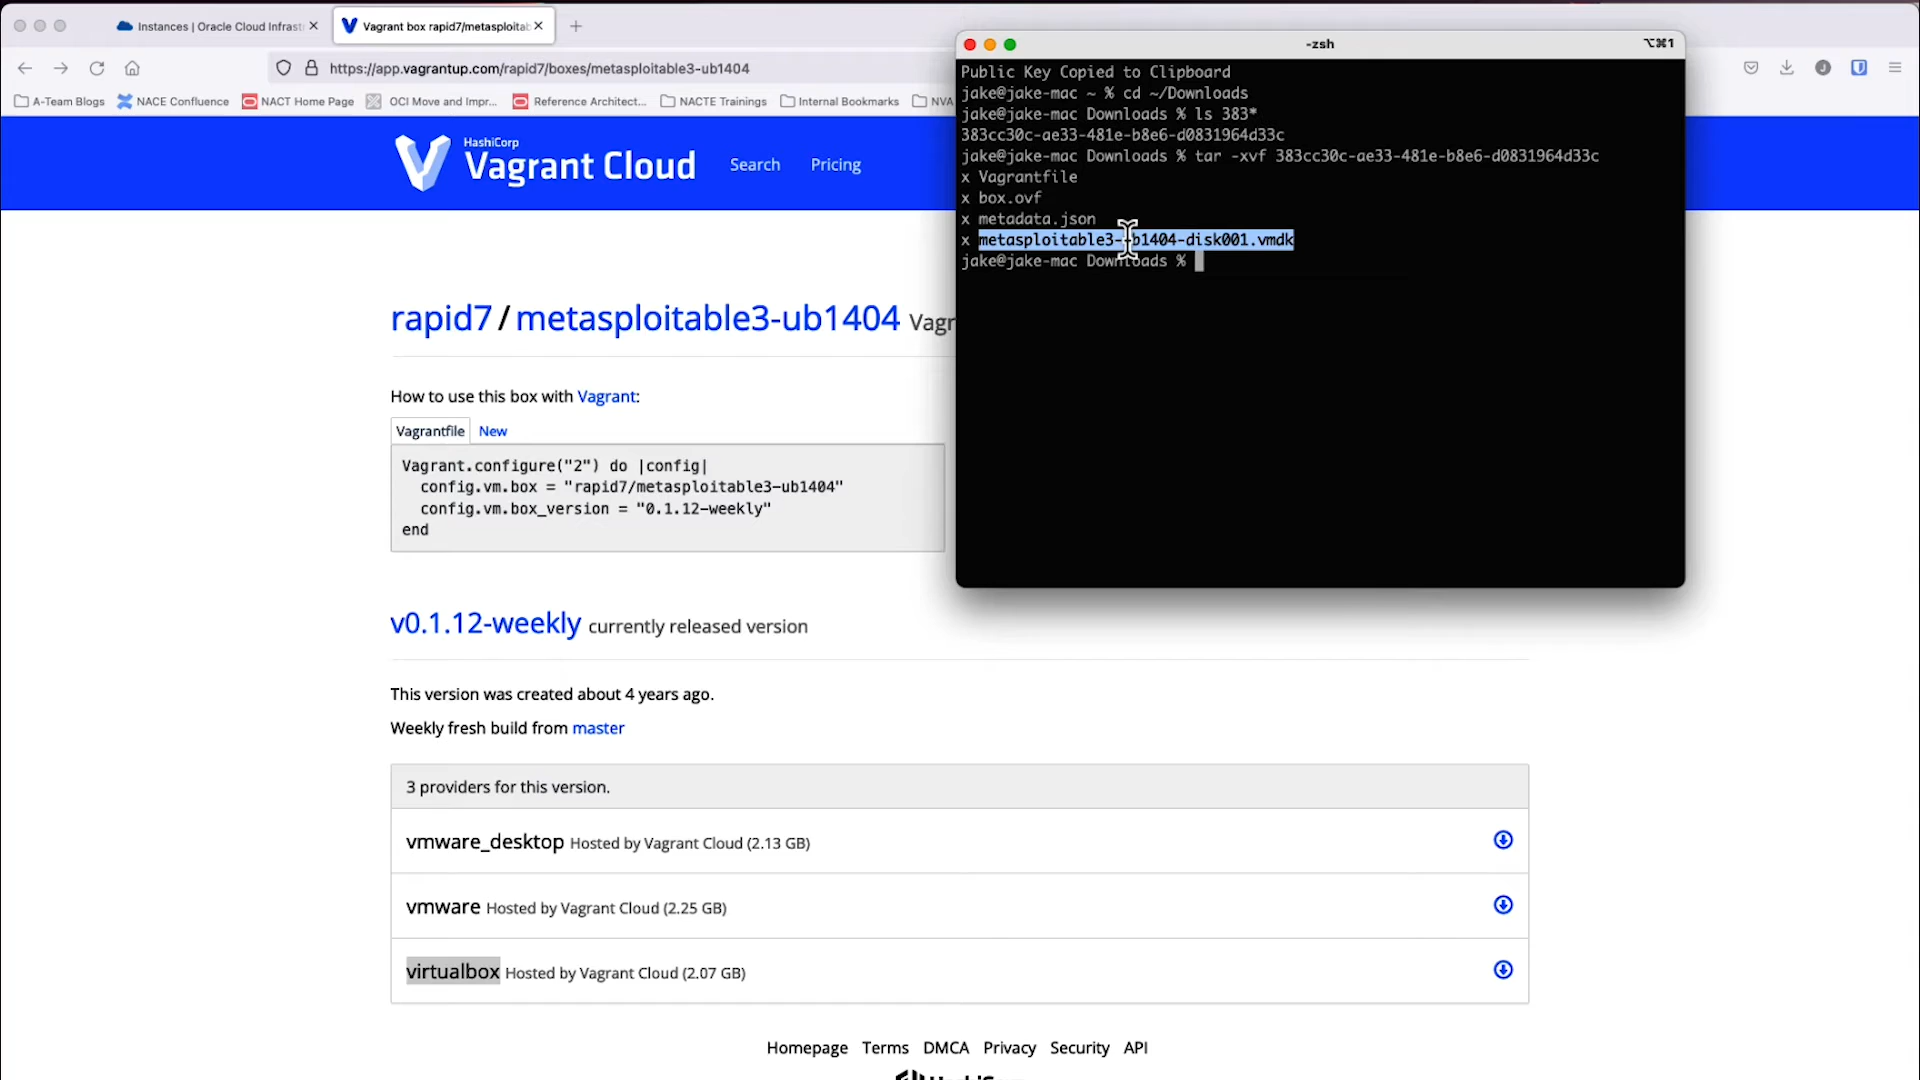 Instances | Oracle Cloud Infrast
Vagrant box rapid7/metasploitab
-zsh
⌥⌘1
https://app.vagrantup.com/rapid7/boxes/metasploitable3-ub1404
A-Team Blogs
NACE Confluence
NACT Home Page
OCI Move and Impr...
Reference Architect...
NACTE Trainings
Internal Bookmarks
NVA
Public Key Copied to Clipboard
jake@jake-mac ~ % cd ~/Downloads
jake@jake-mac Downloads % ls 383*
383cc30c-ae33-481e-b8e6-d0831964d33c
jake@jake-mac Downloads % tar -xvf 383cc30c-ae33-481e-b8e6-d0831964d33c
x Vagrantfile
x box.ovf
x metadata.json
x metasploitable3-ub1404-disk001.vmdk
jake@jake-mac Downloads %
HashiCorp
Vagrant Cloud
Search
Pricing
rapid7/metasploitable3-ub1404 Vagr
How to use this box with Vagrant:
Vagrantfile
New
Vagrant.configure("2") do |config|
config.vm.box = "rapid7/metasploitable3-ub1404"
config.vm.box_version = "0.1.12-weekly"
end
v0.1.12-weekly currently released version
This version was created about 4 years ago.
Weekly fresh build from master
3 providers for this version.
vmware_desktop Hosted by Vagrant Cloud (2.13 GB)
vmware Hosted by Vagrant Cloud (2.25 GB)
virtualbox Hosted by Vagrant Cloud (2.07 GB)
Homepage Terms DMCA Privacy Security API